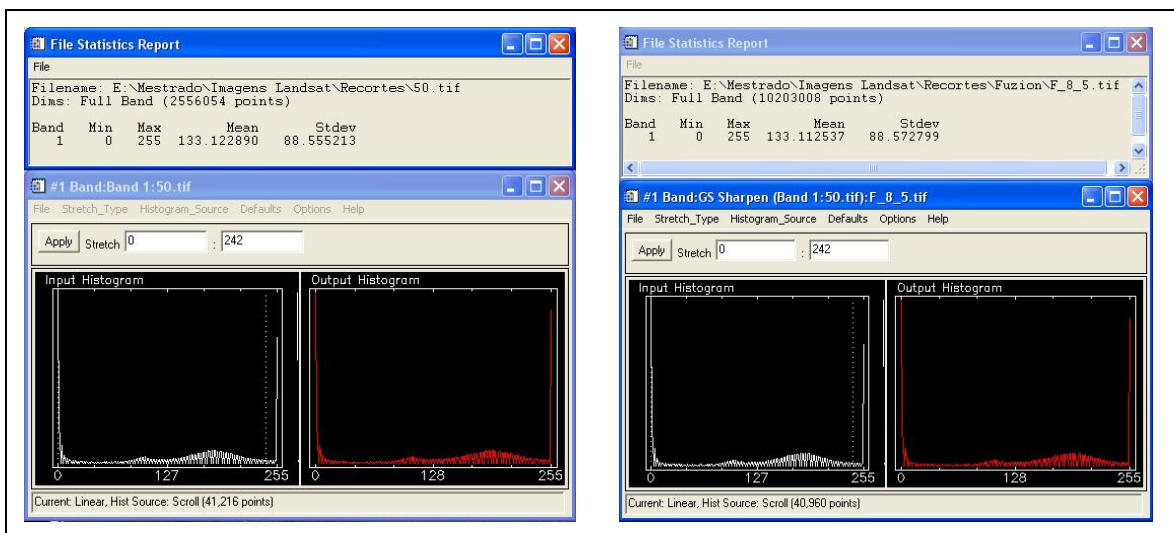 File Statistics Report
File
Filename: E:\Mestrado\Imagens Landsat\Recortes\50.tif
Dims: Full Band (2556054 points)
Band Min Max Mean Stdev
1 0 255 133.122890 88.555213
#1 Band:Band 1:50.tif
File Stretch_Type Histogram_Source Defaults Options Help
Apply Stretch 0 : 242
Input Histogram Output Histogram
0 127 255 0 128 255
Current: Linear, Hist Source: Scroll (41,216 points)
File Statistics Report
File
Filename: E:\Mestrado\Imagens Landsat\Recortes\Fuzion\F_8_5.tif
Dims: Full Band (10203008 points)
Band Min Max Mean Stdev
1 0 255 133.112537 88.572799
#1 Band:GS Sharpen (Band 1:50.tif):F_8_5.tif
File Stretch_Type Histogram_Source Defaults Options Help
Apply Stretch 0 : 242
Input Histogram Output Histogram
0 127 255 0 128 255
Current: Linear, Hist Source: Scroll (40,960 points)